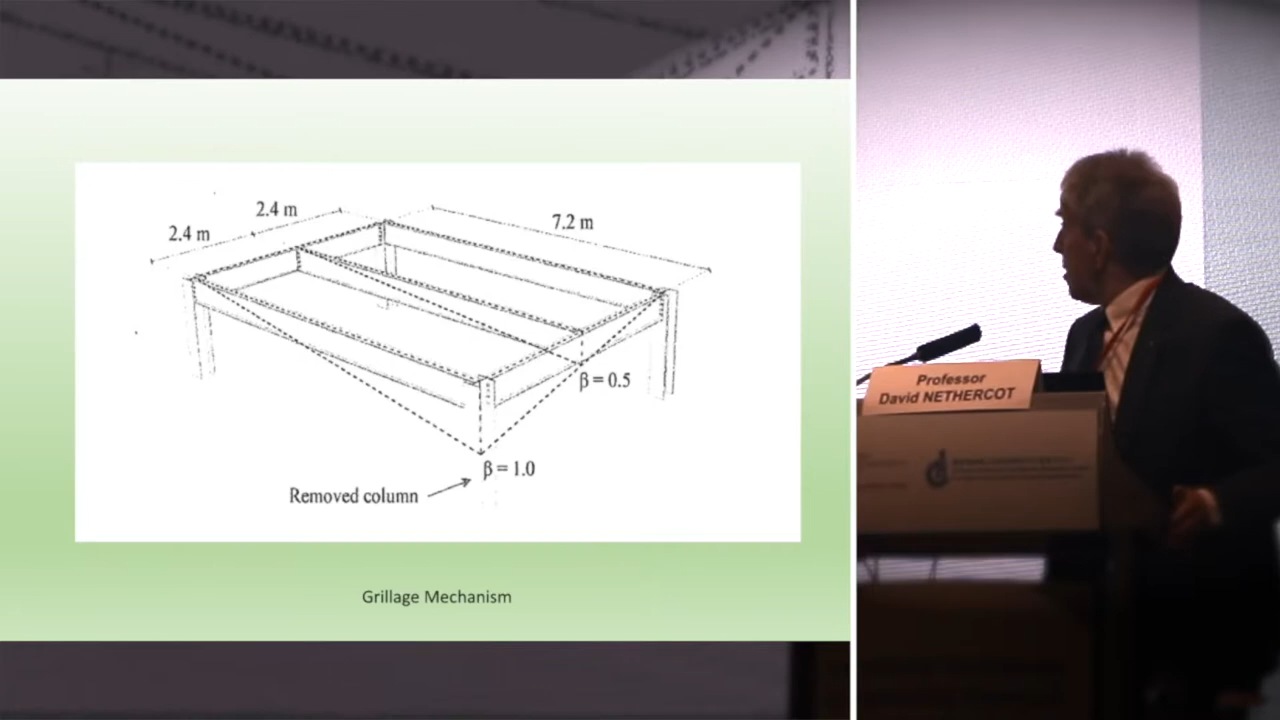 2.4 m
2.4 m
7.2 m
β = 0.5
β = 1.0
Removed column
Grillage Mechanism
Professor
David NETHERCOT